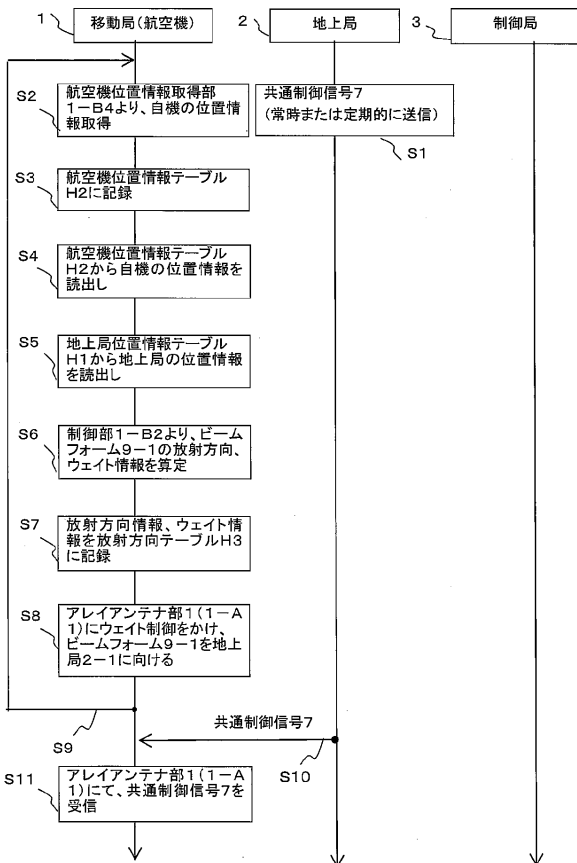 1
移動局(航空機)
2
地上局
3
制御局
S2
航空機位置情報取得部
1-B4より、自機の位置情
報取得
共通制御信号7
(常時または定期的に送信)
S1
S3
航空機位置情報テーブル
H2に記録
S4
航空機位置情報テーブル
H2から自機の位置情報を
読出し
S5
地上局位置情報テーブル
H1から地上局の位置情報
を読出し
S6
制御部1-B2より、ビーム
フォーム9-1の放射方向、
ウェイト情報を算定
S7
放射方向情報、ウェイト情
報を放射方向テーブルH3
に記録
S8
アレイアンテナ部1(1-A
1)にウェイト制御をかけ、
ビームフォーム9-1を地上
局2-1に向ける
S9
共通制御信号7
S10
S11
アレイアンテナ部1(1-A
1)にて、共通制御信号7を
受信